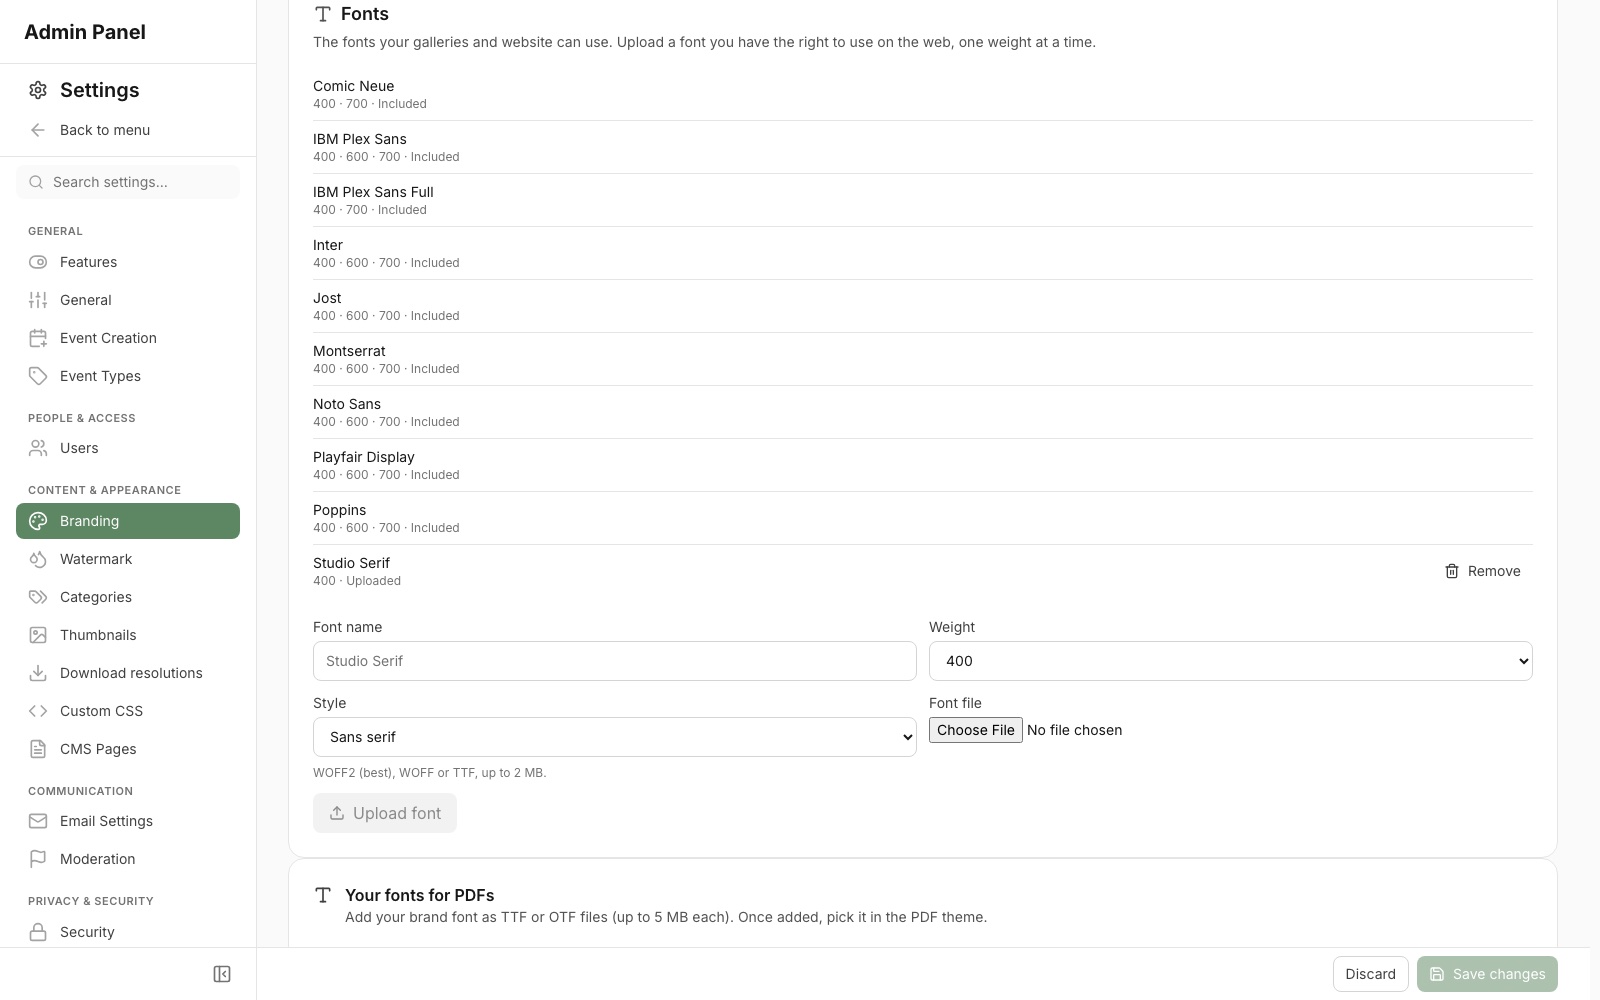 Admin Panel
Settings
Back to menu
Search settings...
GENERAL
Features
General
Event Creation
Event Types
PEOPLE & ACCESS
Users
CONTENT & APPEARANCE
Branding
Watermark
Categories
Thumbnails
Download resolutions
Custom CSS
CMS Pages
COMMUNICATION
Email Settings
Moderation
PRIVACY & SECURITY
Security
Fonts
The fonts your galleries and website can use. Upload a font you have the right to use on the web, one weight at a time.
Comic Neue
400 · 700 · Included
IBM Plex Sans
400 · 600 · 700 · Included
IBM Plex Sans Full
400 · 700 · Included
Inter
400 · 600 · 700 · Included
Jost
400 · 600 · 700 · Included
Montserrat
400 · 600 · 700 · Included
Noto Sans
400 · 600 · 700 · Included
Playfair Display
400 · 600 · 700 · Included
Poppins
400 · 600 · 700 · Included
Studio Serif
400 · Uploaded
Remove
Font name
Studio Serif
Weight
400
Style
Sans serif
Font file
Choose File No file chosen
WOFF2 (best), WOFF or TTF, up to 2 MB.
Upload font
Your fonts for PDFs
Add your brand font as TTF or OTF files (up to 5 MB each). Once added, pick it in the PDF theme.
Discard
Save changes